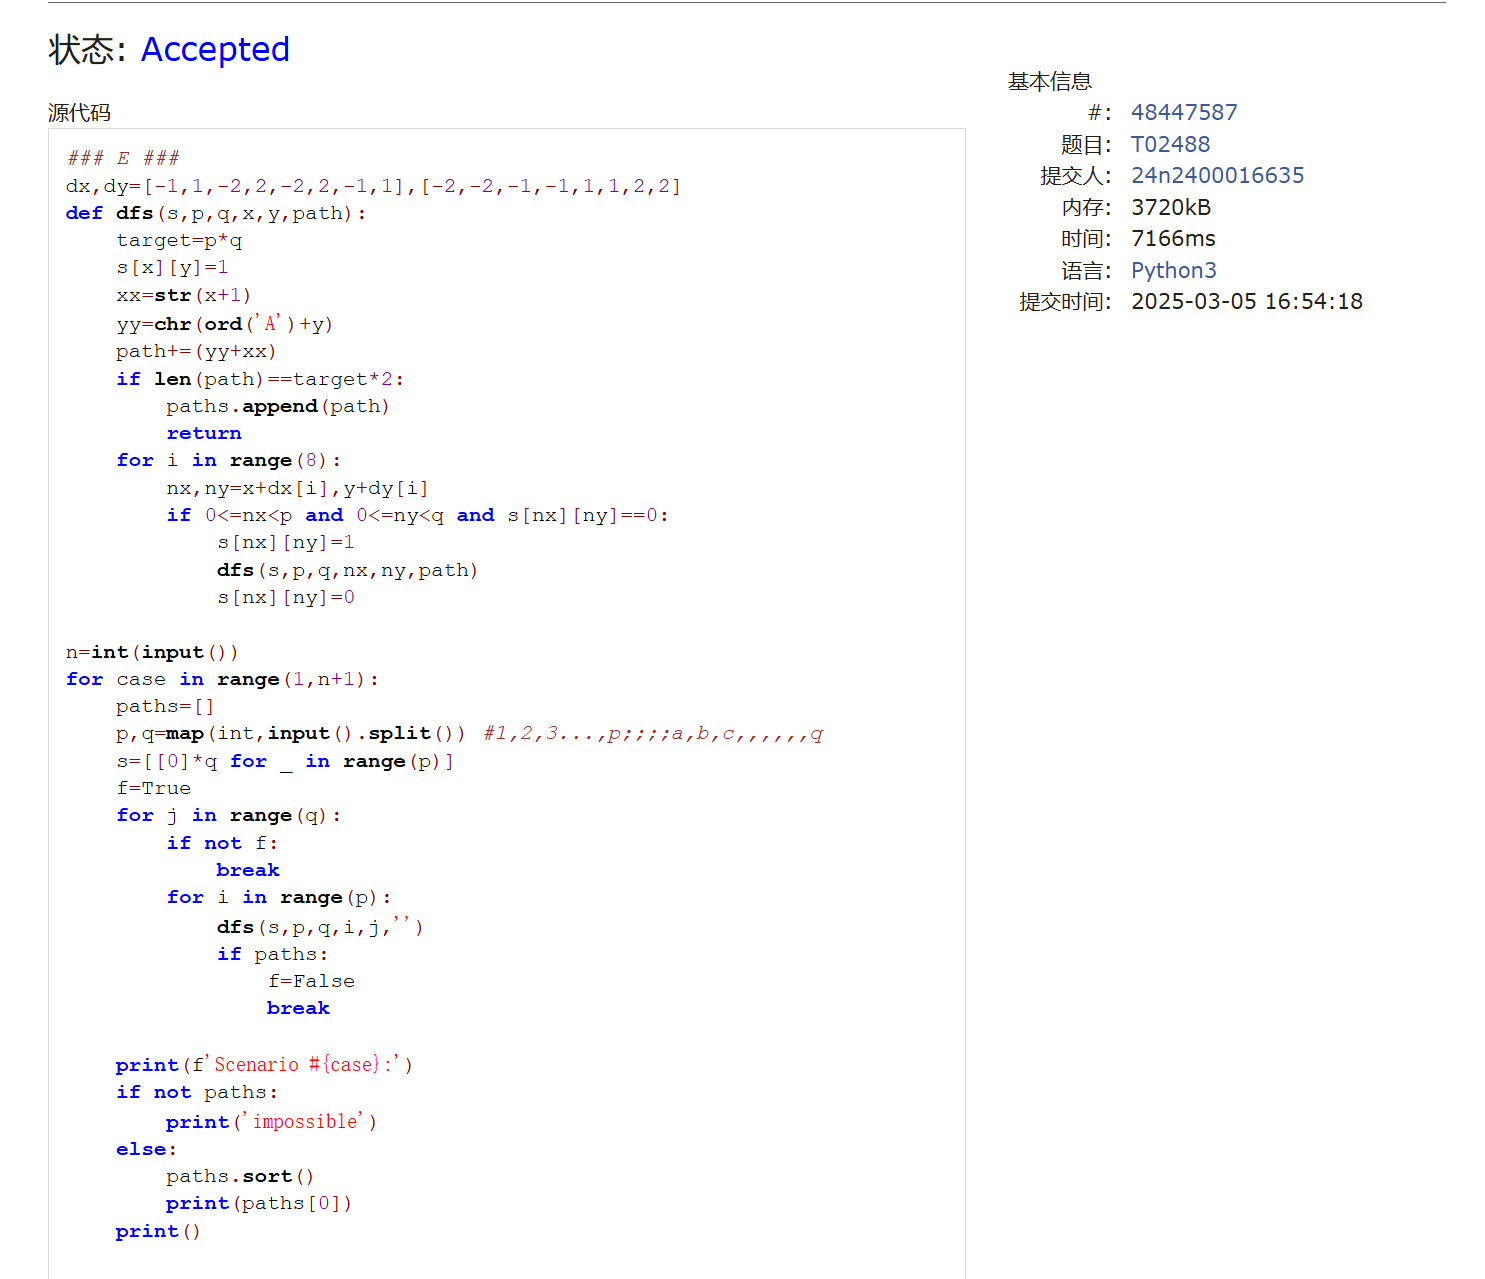 状态: Accepted
源代码
### E ###
dx,dy=[-1,1,-2,2,-2,2,-1,1],[-2,-2,-1,-1,1,1,2,2]
def dfs(s,p,q,x,y,path):
    target=p*q
    s[x][y]=1
    xx=str(x+1)
    yy=chr(ord('A')+y)
    path+=(yy+xx)
    if len(path)==target*2:
        paths.append(path)
        return
    for i in range(8):
        nx,ny=x+dx[i],y+dy[i]
        if 0<=nx<p and 0<=ny<q and s[nx][ny]==0:
            s[nx][ny]=1
            dfs(s,p,q,nx,ny,path)
            s[nx][ny]=0
n=int(input())
for case in range(1,n+1):
    paths=[]
    p,q=map(int,input().split()) #1,2,3...,p;;;;a,b,c,,,,,,q
    s=[[0]*q for _ in range(p)]
    f=True
    for j in range(q):
        if not f:
            break
        for i in range(p):
            dfs(s,p,q,i,j,'')
            if paths:
                f=False
                break
    print(f'Scenario #{case}:')
    if not paths:
        print('impossible')
    else:
        paths.sort()
        print(paths[0])
    print()
基本信息
#: 48447587
题目: T02488
提交人: 24n2400016635
内存: 3720kB
时间: 7166ms
语言: Python3
提交时间: 2025-03-05 16:54:18